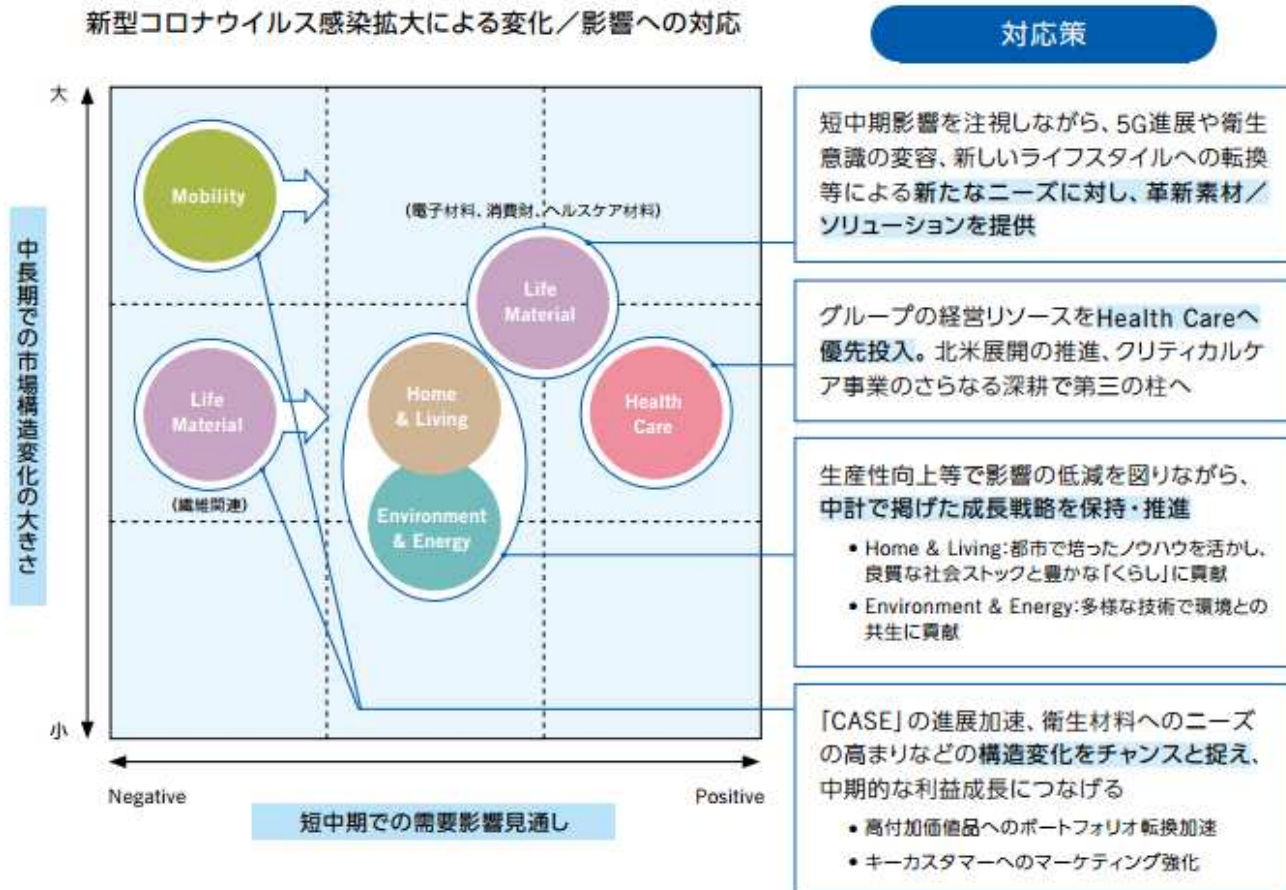 新型コロナウイルス感染拡大による変化／影響への対応
対応策
大
中長期での市場構造変化の大きさ
小
Mobility
(電子材料、消費財、ヘルスケア材料)
Life
Material
Life
Material
(繊維関連)
Home
& Living
Environment
& Energy
Health
Care
Negative
Positive
短中期での需要影響見通し
短中期影響を注視しながら、5G進展や衛生
意識の変容、新しいライフスタイルへの転換
等による新たなニーズに対し、革新素材／
ソリューションを提供
グループの経営リソースをHealth Careへ
優先投入。北米展開の推進、クリティカルケ
ア事業のさらなる深耕で第三の柱へ
生産性向上等で影響の低減を図りながら、
中計で掲げた成長戦略を保持・推進
• Home & Living:都市で培ったノウハウを活かし、
良質な社会ストックと豊かな「くらし」に貢献
• Environment & Energy:多様な技術で環境との
共生に貢献
「CASE」の進展加速、衛生材料へのニーズ
の高まりなどの構造変化をチャンスと捉え、
中期的な利益成長につなげる
• 高付加価値品へのポートフォリオ転換加速
• キーカスタマーへのマーケティング強化